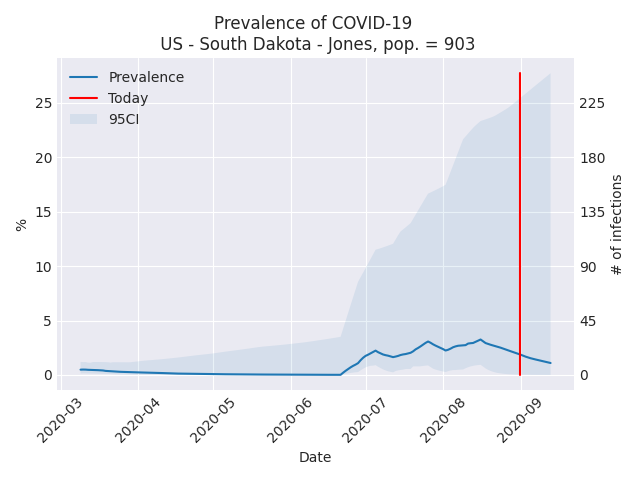 Prevalence of COVID-19
US - South Dakota - Jones, pop. = 903
Prevalence
Today
95CI
%
25
20
15
10
5
0
225
180
135
90
45
0
# of infections
2020-03
2020-04
2020-05
2020-06
2020-07
2020-08
2020-09
Date